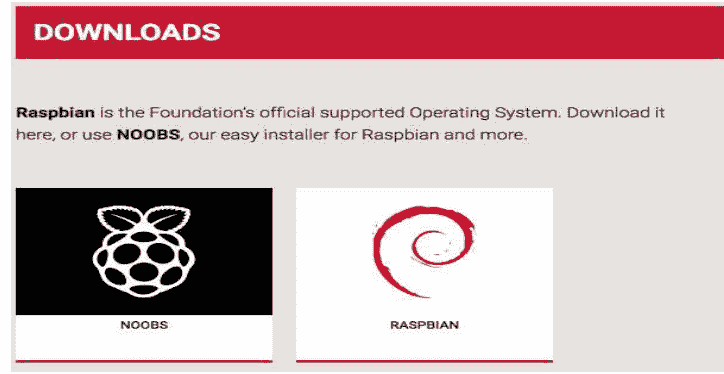 DOWNLOADS
Raspbian is the Foundation's official supported Operating System. Download it
here, or use NOOBS, our easy installer for Raspbian and more.
NOOBS
RASPBIAN